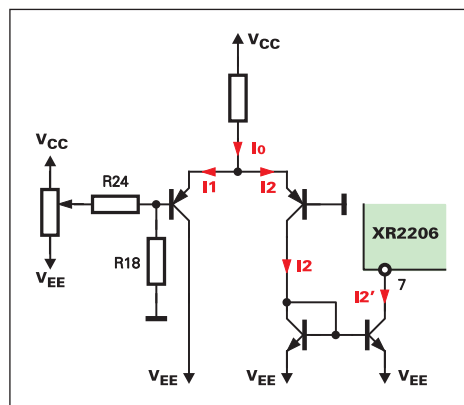 VCC
I0
VCC
R24
I1
I2
XR2206
VEE
R18
I2
7
I2'
VEE
VEE
VEE